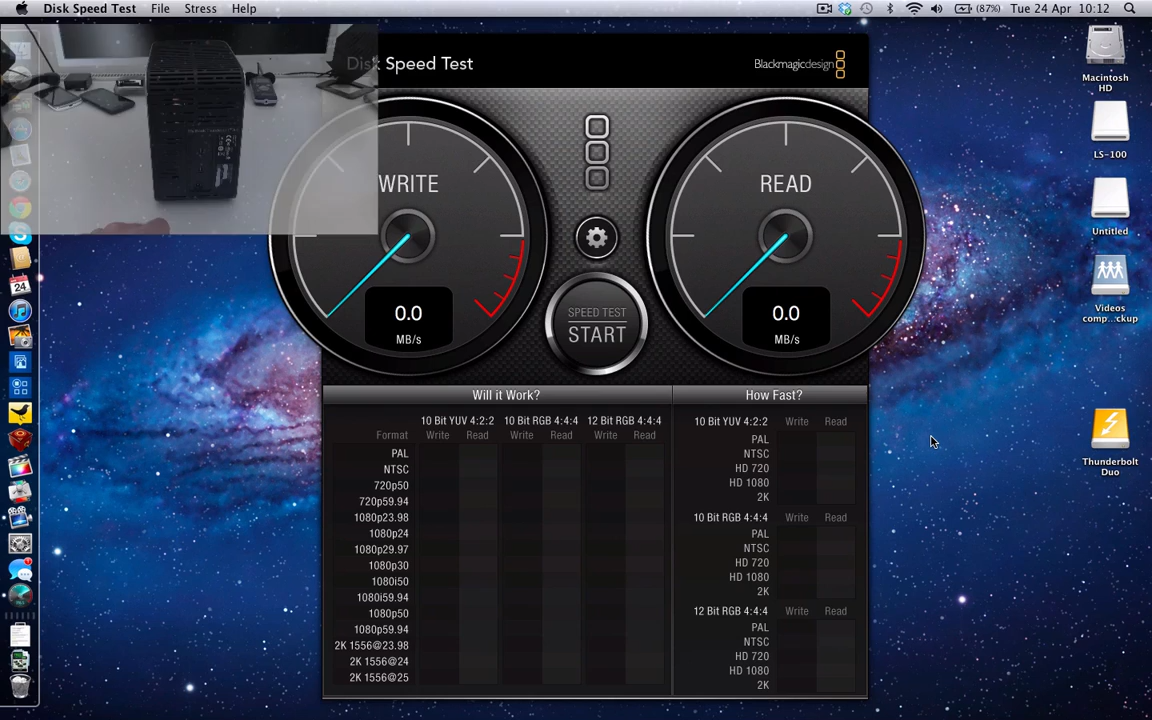 Disk Speed Test File Stress Help (87%) Tue 24 Apr 10:12
Disk Speed Test
Blackmagicdesign
Macintosh
HD
LS-100
Untitled
Videos
comp...ckup
Thunderbolt
Duo
24
WRITE
0.0
MB/s
READ
0.0
MB/s
SPEED TEST
START
Will it Work?
10 Bit YUV 4:2:2 10 Bit RGB 4:4:4 12 Bit RGB 4:4:4
Format Write Read Write Read Write Read
PAL
NTSC
720p50
720p59.94
1080p23.98
1080p24
1080p29.97
1080p30
1080i50
1080i59.94
1080p50
1080p59.94
2K 1556@23.98
2K 1556@24
2K 1556@25
How Fast?
10 Bit YUV 4:2:2 Write Read
PAL
NTSC
HD 720
HD 1080
2K
10 Bit RGB 4:4:4 Write Read
PAL
NTSC
HD 720
HD 1080
2K
12 Bit RGB 4:4:4 Write Read
PAL
NTSC
HD 720
HD 1080
2K